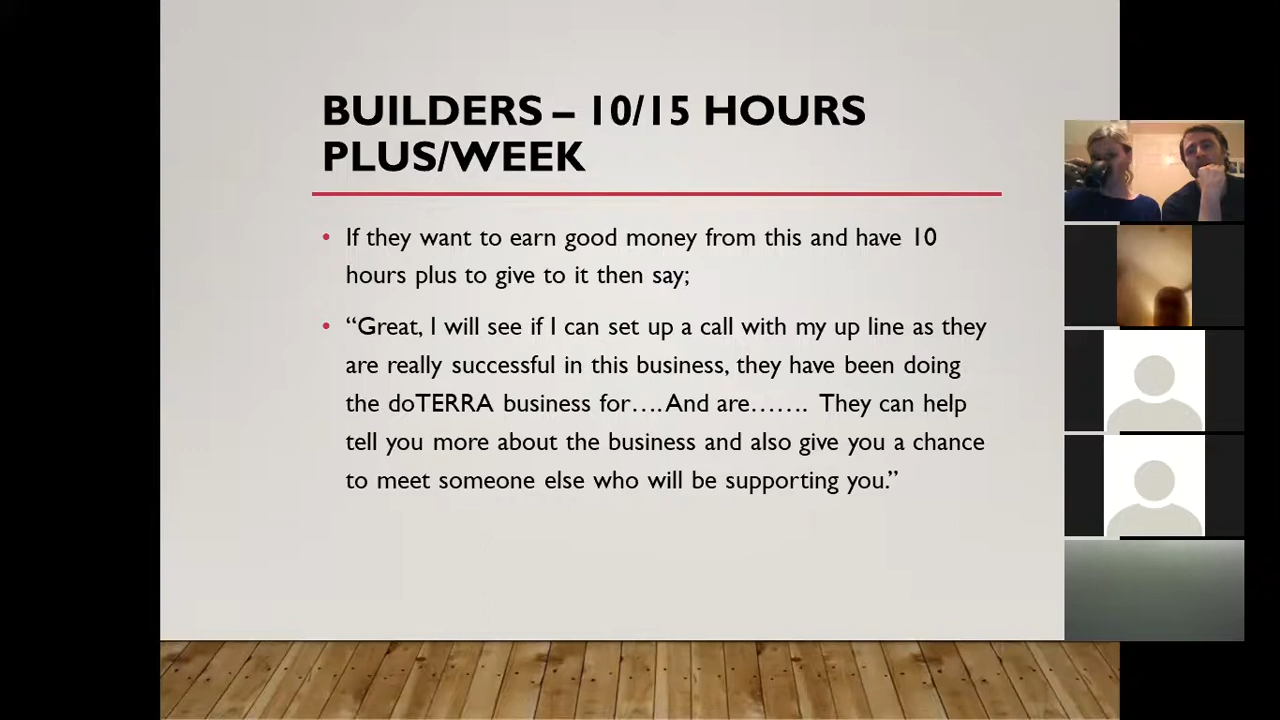 BUILDERS – 10/15 HOURS
PLUS/WEEK
• If they want to earn good money from this and have 10
hours plus to give to it then say;
• “Great, I will see if I can set up a call with my up line as they
are really successful in this business, they have been doing
the doTERRA business for….And are……. They can help
tell you more about the business and also give you a chance
to meet someone else who will be supporting you.”